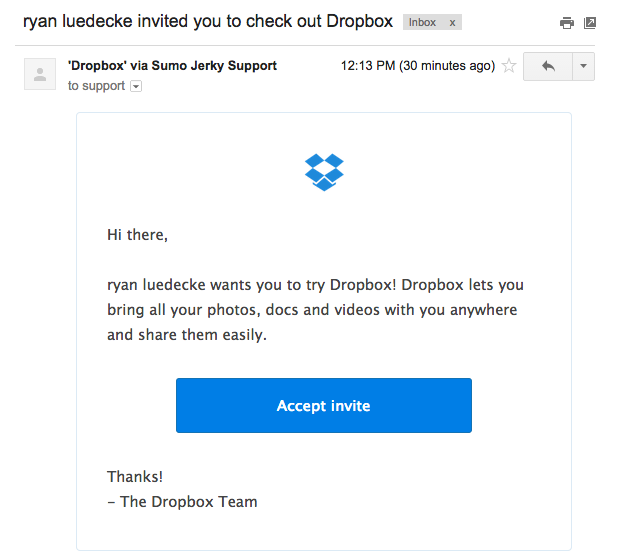 ryan luedecke invited you to check out Dropbox Inbox x
'Dropbox' via Sumo Jerky Support 12:13 PM (30 minutes ago)
to support
Hi there,
ryan luedecke wants you to try Dropbox! Dropbox lets you
bring all your photos, docs and videos with you anywhere
and share them easily.
Accept invite
Thanks!
– The Dropbox Team